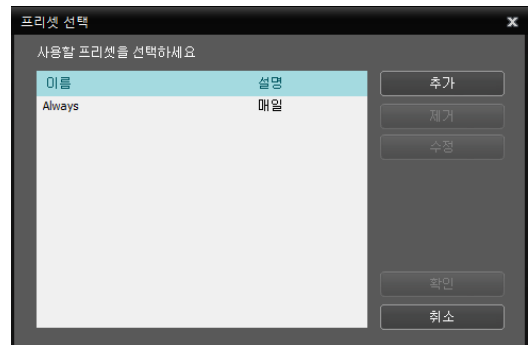 프리셋 선택 x
사용할 프리셋을 선택하세요
이름 설명 추가
Always 매일 제거
수정
확인
취소